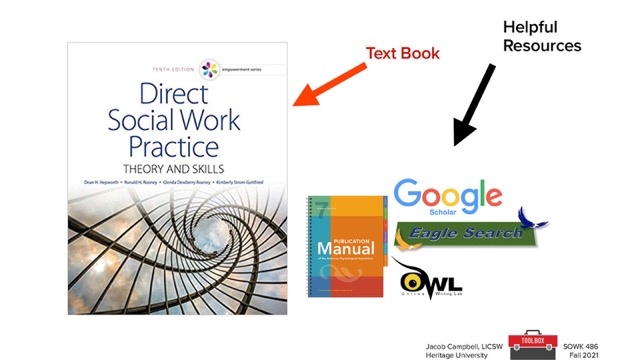 Helpful
Resources
Text Book
TENTH EDITION
empowerment series
Direct
Social Work
Practice
THEORY AND SKILLS
Dean H. Hepworth • Ronald H. Rooney • Glenda Dewberry Rooney • Kimberly Strom-Gottfried
7
PUBLICATION
Manual
of the American Psychological Association
Google
Scholar
Eagle Search
OWL
Online Writing Lab
Jacob Campbell, LICSW
Heritage University
TOOLBOX
SOWK 486
Fall 2021